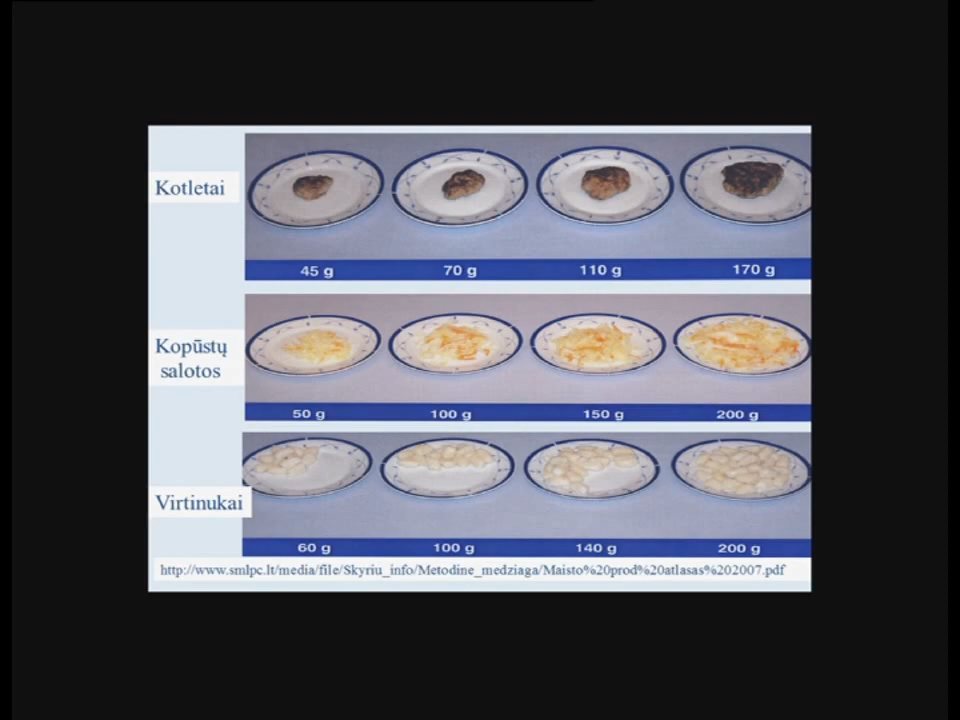 Kotletai
45 g 70 g 110 g 170 g
Kopūstų
salotos
50 g 100 g 150 g 200 g
Virtinukai
60 g 100 g 140 g 200 g
http://www.smlpc.lt/media/file/Skyriu_info/Metodine_medziaga/Maisto%20prod%20atlasas%202007.pdf